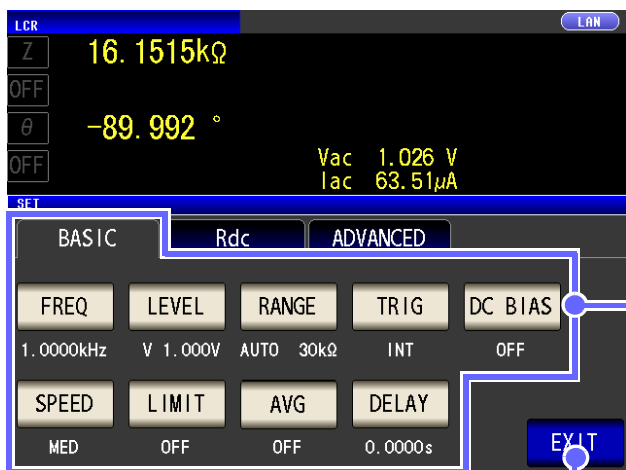 LCR LAN
Z 16.1515kΩ
OFF
θ -89.992 °
OFF Vac 1.026 V
Iac 63.51μA
SET
BASIC Rdc ADVANCED
FREQ LEVEL RANGE TRIG DC BIAS
1.0000kHz V 1.000V AUTO 30kΩ INT OFF
SPEED LIMIT AVG DELAY
MED OFF OFF 0.0000s
EXIT